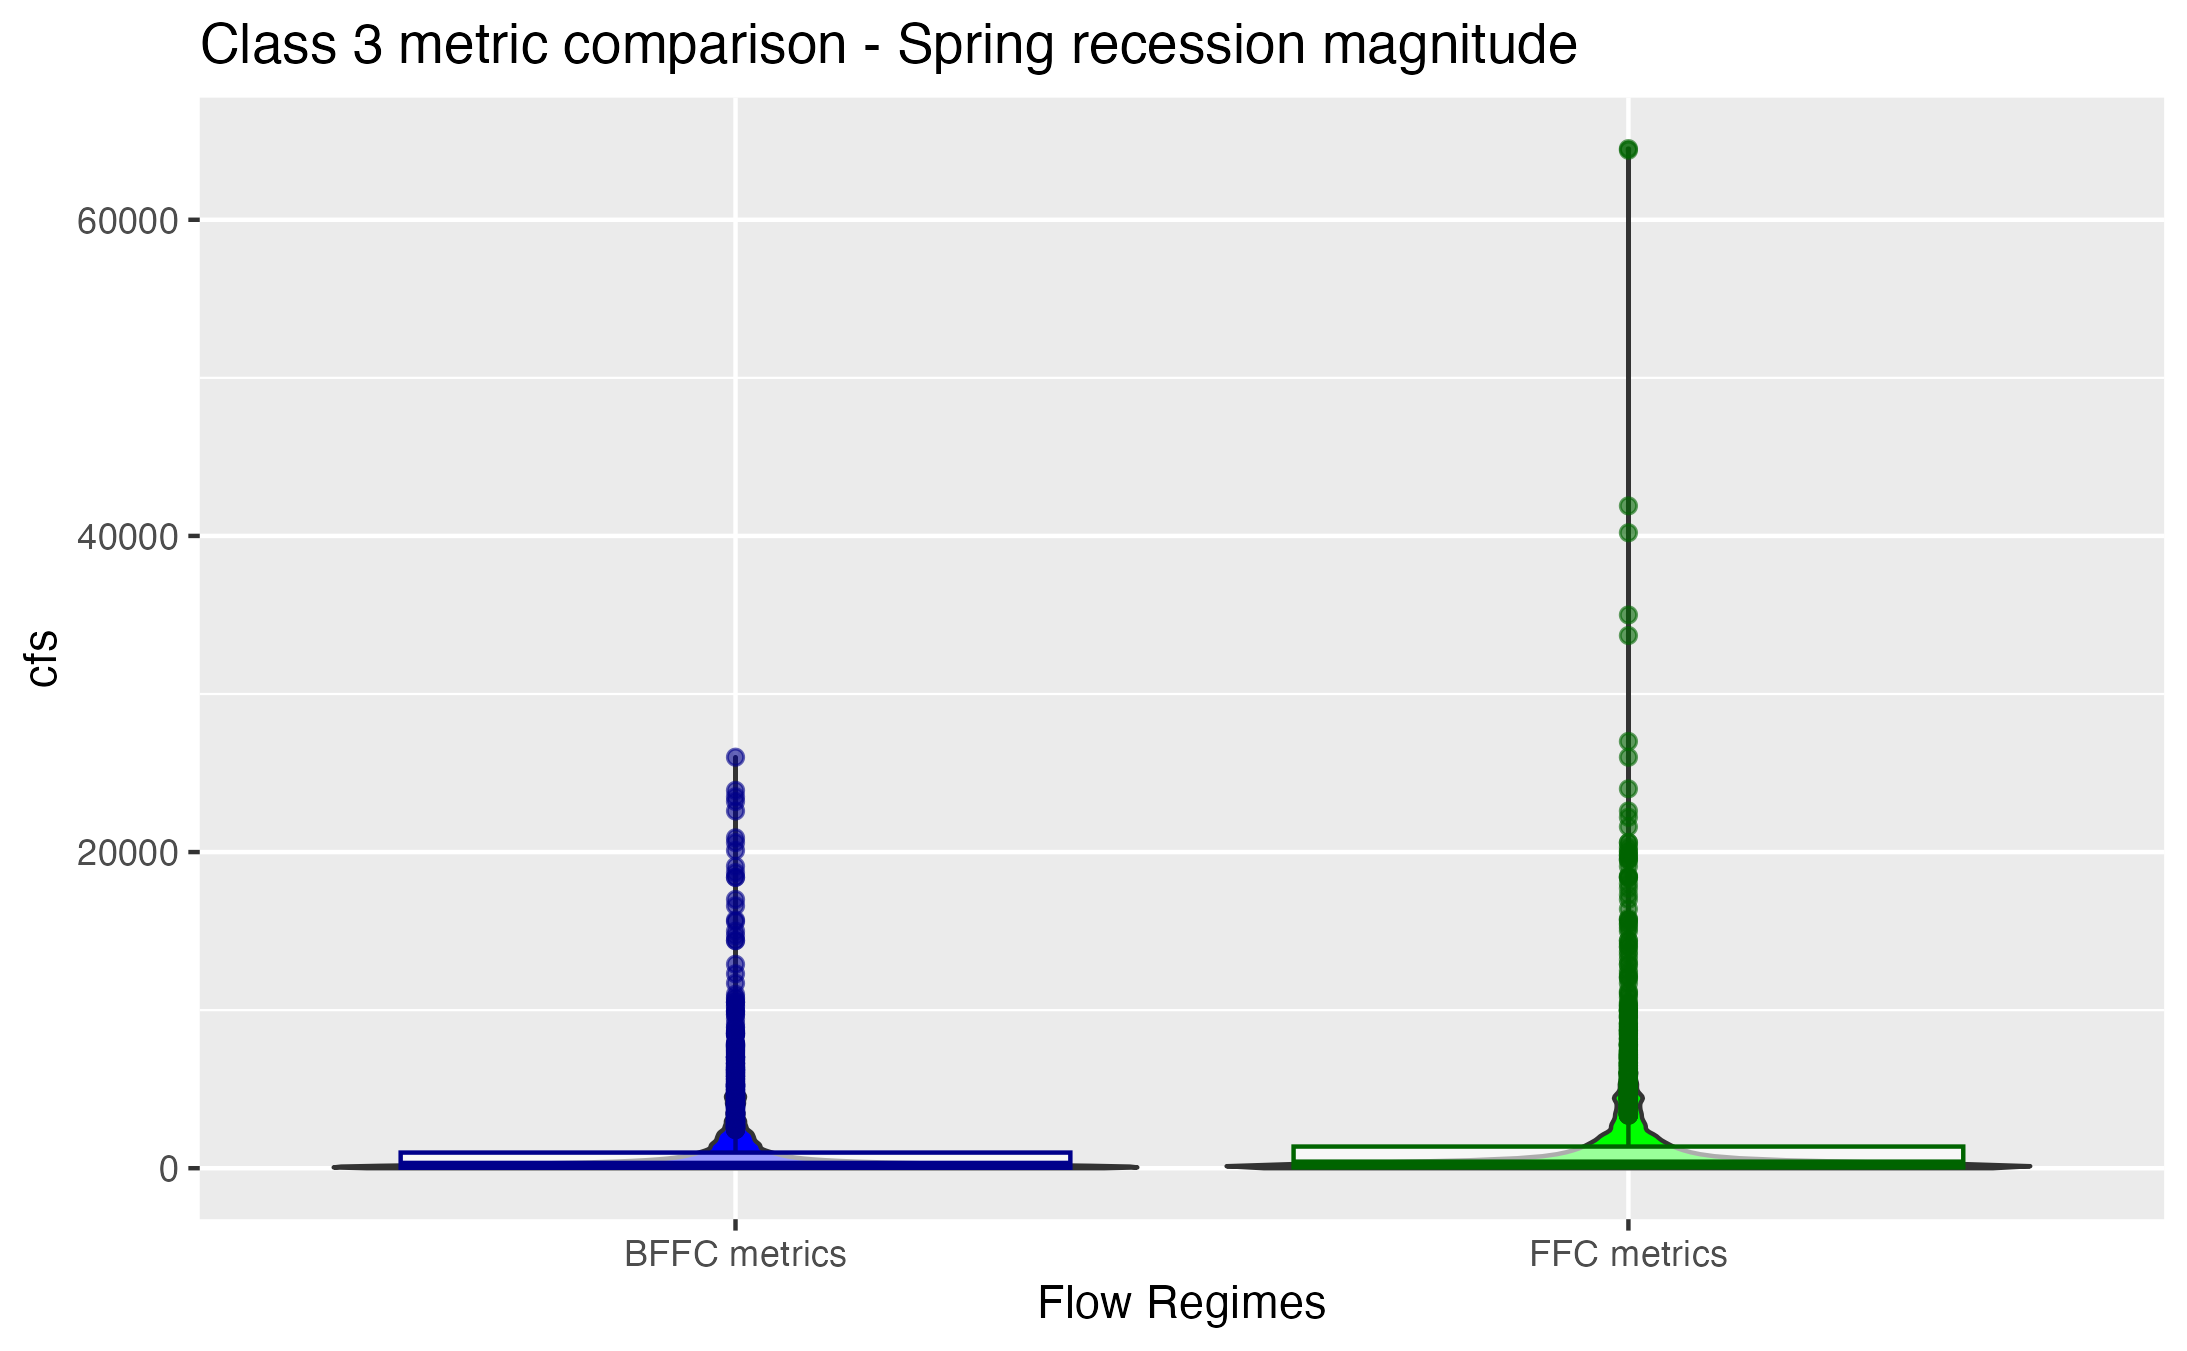 Class 3 metric comparison - Spring recession magnitude
60000
40000
20000
0
cfs
BFFC metrics
FFC metrics
Flow Regimes